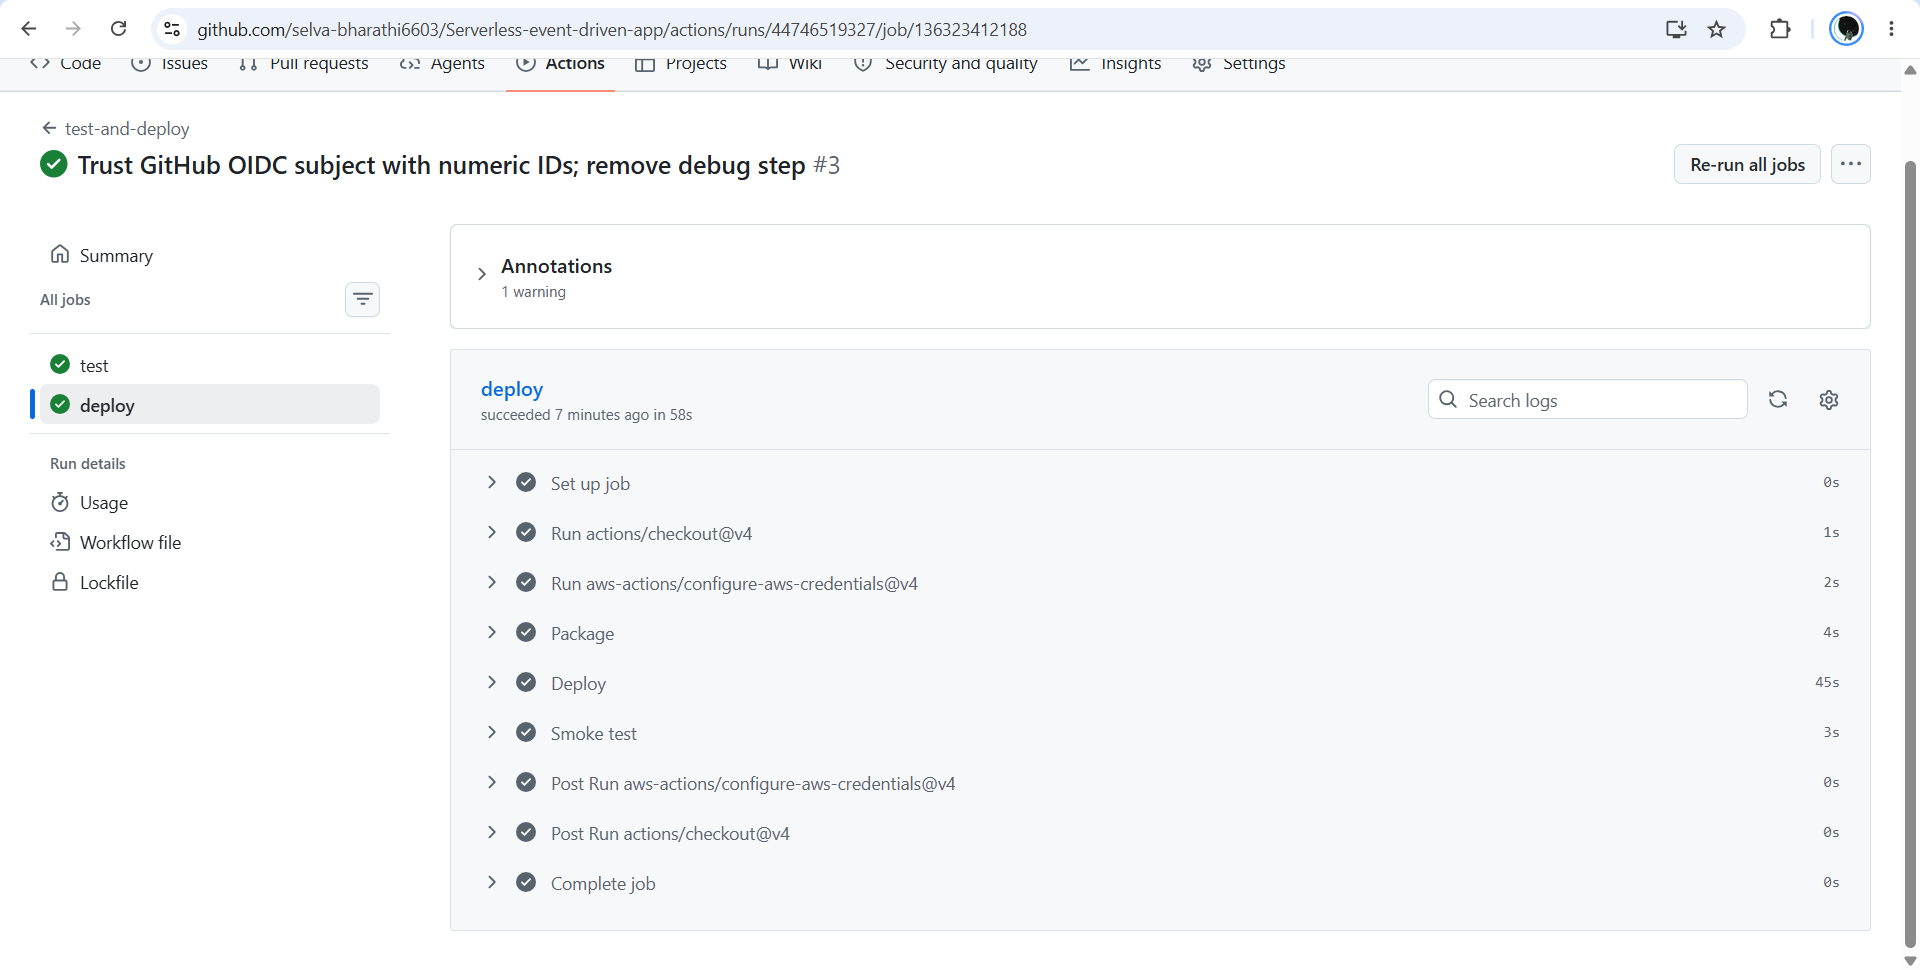 github.com/selva-bharathi6603/Serverless-event-driven-app/actions/runs/44746519327/job/136323412188
Code Issues Pull requests Agents Actions Projects Wiki Security and quality Insights Settings
test-and-deploy
Trust GitHub OIDC subject with numeric IDs; remove debug step #3
Re-run all jobs
Summary
All jobs
test
deploy
Run details
Usage
Workflow file
Lockfile
Annotations
1 warning
deploy
succeeded 7 minutes ago in 58s
Search logs
Set up job 0s
Run actions/checkout@v4 1s
Run aws-actions/configure-aws-credentials@v4 2s
Package 4s
Deploy 45s
Smoke test 3s
Post Run aws-actions/configure-aws-credentials@v4 0s
Post Run actions/checkout@v4 0s
Complete job 0s